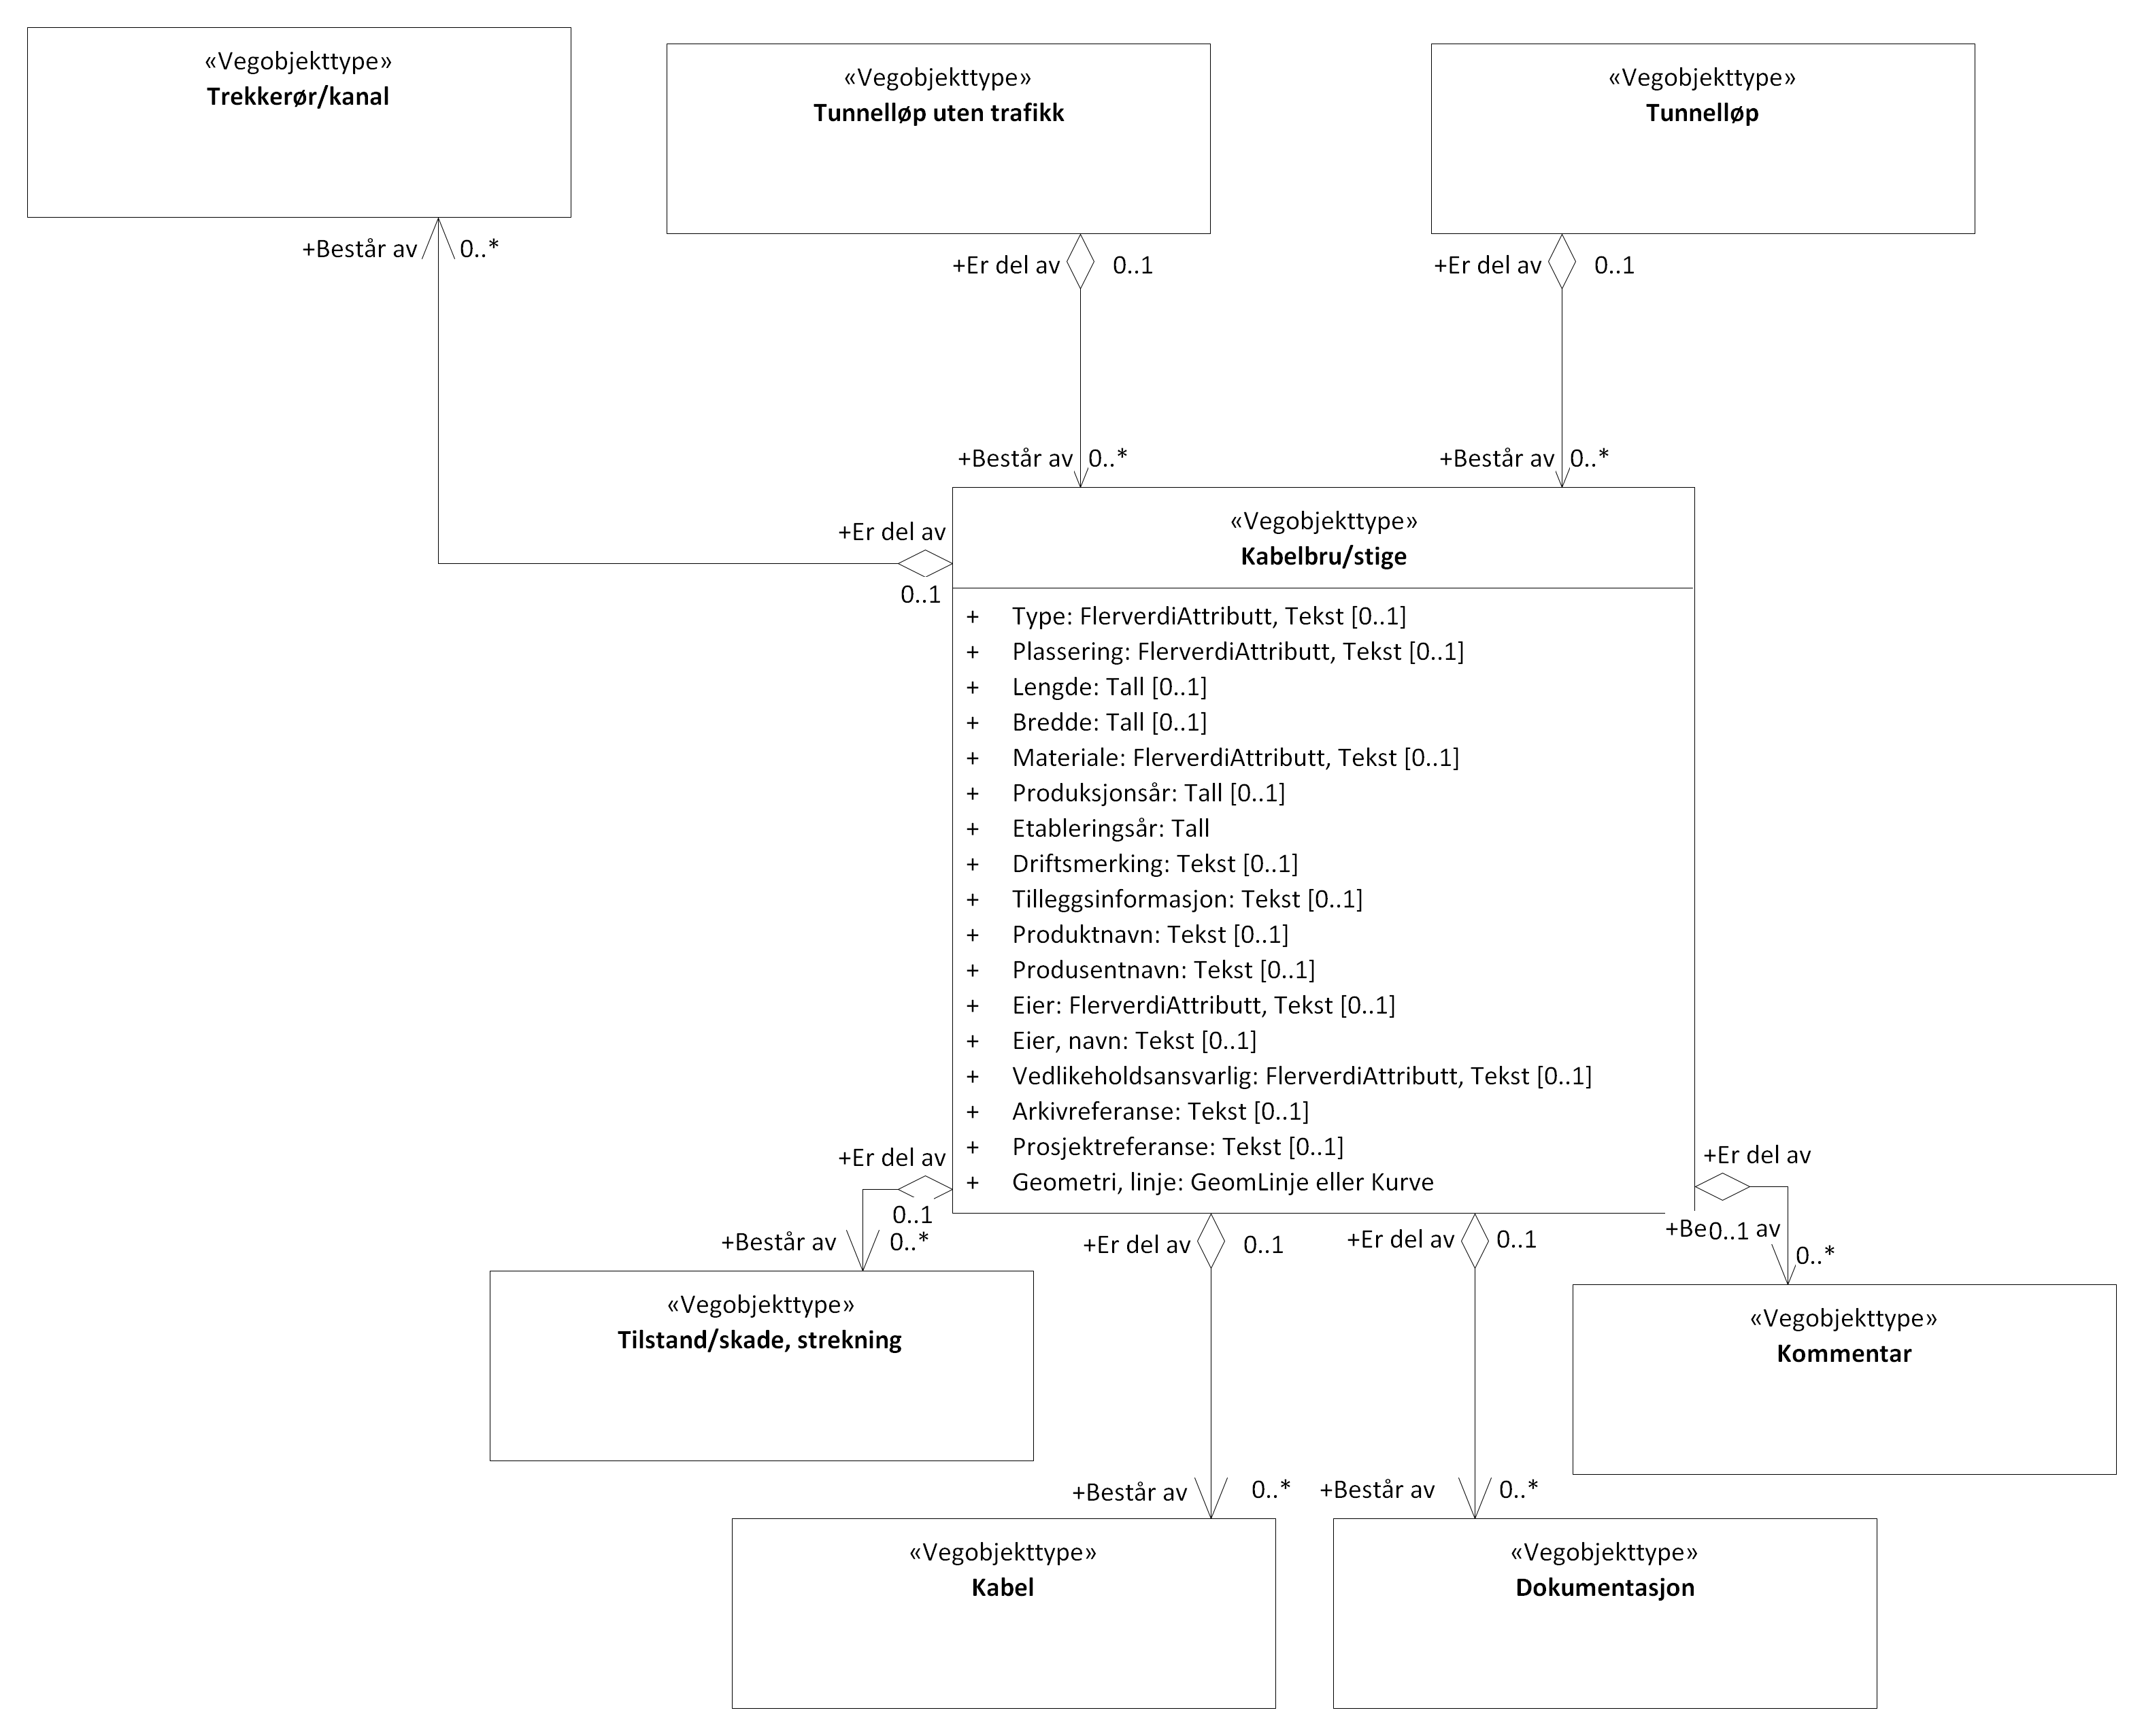 «Vegobjekttype»
Trekkerør/kanal
«Vegobjekttype»
Tunnelløp uten trafikk
«Vegobjekttype»
Tunnelløp
+Består av
0..*
+Er del av
0..1
+Er del av
0..1
+Består av
0..*
+Består av
0..*
+Er del av
0..1
«Vegobjekttype»
Kabelbru/stige
+ Type: FlerverdiAttributt, Tekst [0..1]
+ Plassering: FlerverdiAttributt, Tekst [0..1]
+ Lengde: Tall [0..1]
+ Bredde: Tall [0..1]
+ Materiale: FlerverdiAttributt, Tekst [0..1]
+ Produksjonsår: Tall [0..1]
+ Etableringsår: Tall
+ Driftsmerking: Tekst [0..1]
+ Tilleggsinformasjon: Tekst [0..1]
+ Produktnavn: Tekst [0..1]
+ Produsentnavn: Tekst [0..1]
+ Eier: FlerverdiAttributt, Tekst [0..1]
+ Eier, navn: Tekst [0..1]
+ Vedlikeholdsansvarlig: FlerverdiAttributt, Tekst [0..1]
+ Arkivreferanse: Tekst [0..1]
+ Prosjektreferanse: Tekst [0..1]
+ Geometri, linje: GeomLinje eller Kurve
+Er del av
0..1
+Består av
0..*
+Er del av
0..1
+Er del av
0..1
+Er del av
+Be0..1 av
0..*
«Vegobjekttype»
Tilstand/skade, strekning
«Vegobjekttype»
Kommentar
+Består av
0..*
+Består av
0..*
«Vegobjekttype»
Kabel
«Vegobjekttype»
Dokumentasjon